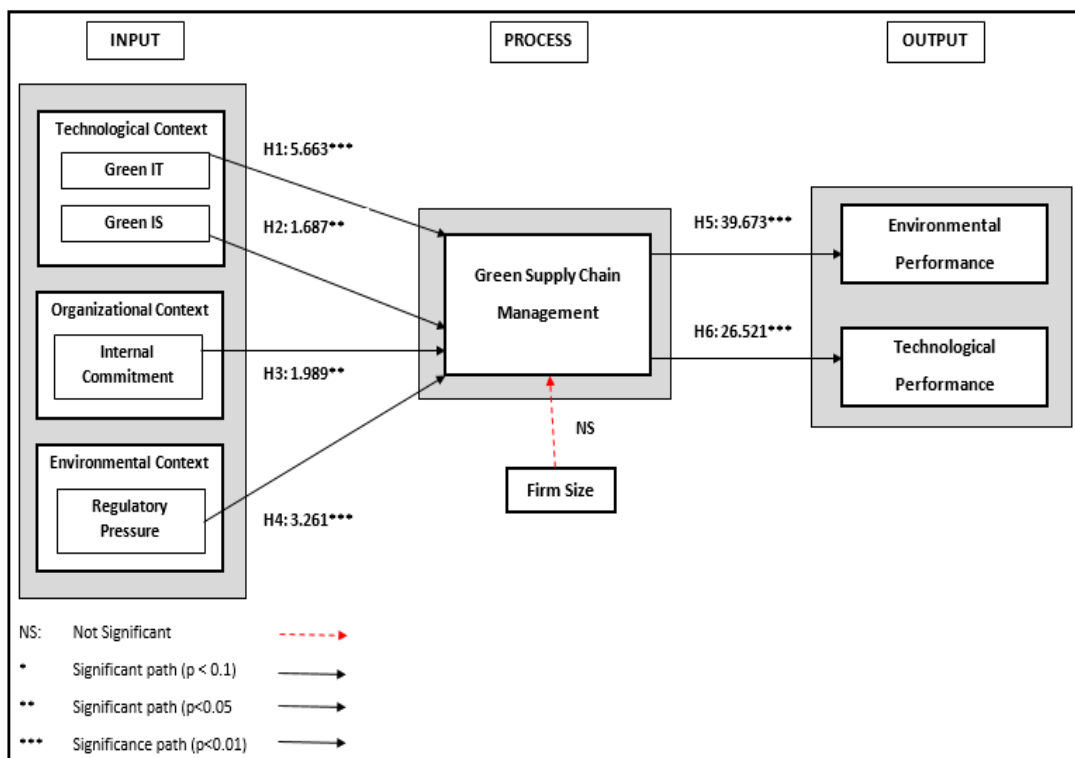 INPUT
PROCESS
OUTPUT
Technological Context
Green IT
Green IS
H1: 5.663***
H2: 1.687**
Organizational Context
Internal
Commitment
H3: 1.989**
Environmental Context
Regulatory
Pressure
H4: 3.261***
Green Supply Chain
Management
NS
Firm Size
H5: 39.673***
H6: 26.521***
Environmental
Performance
Technological
Performance
NS: Not Significant
* Significant path (p < 0.1)
** Significant path (p<0.05
*** Significance path (p<0.01)